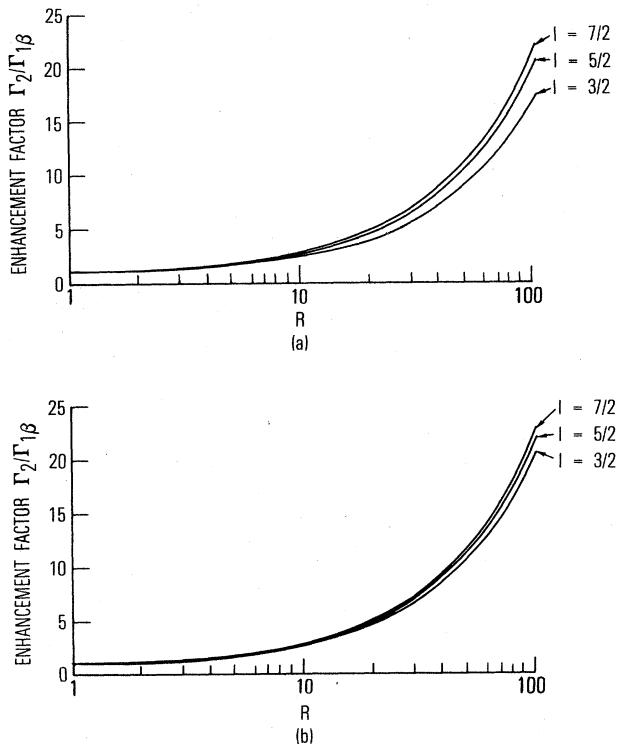 25
20
15
10
5
0
ENHANCEMENT FACTOR Γ2/Γ1β
I = 7/2
I = 5/2
I = 3/2
1
10
100
R
(a)
25
20
15
10
5
0
ENHANCEMENT FACTOR Γ2/Γ1β
I = 7/2
I = 5/2
I = 3/2
1
10
100
R
(b)